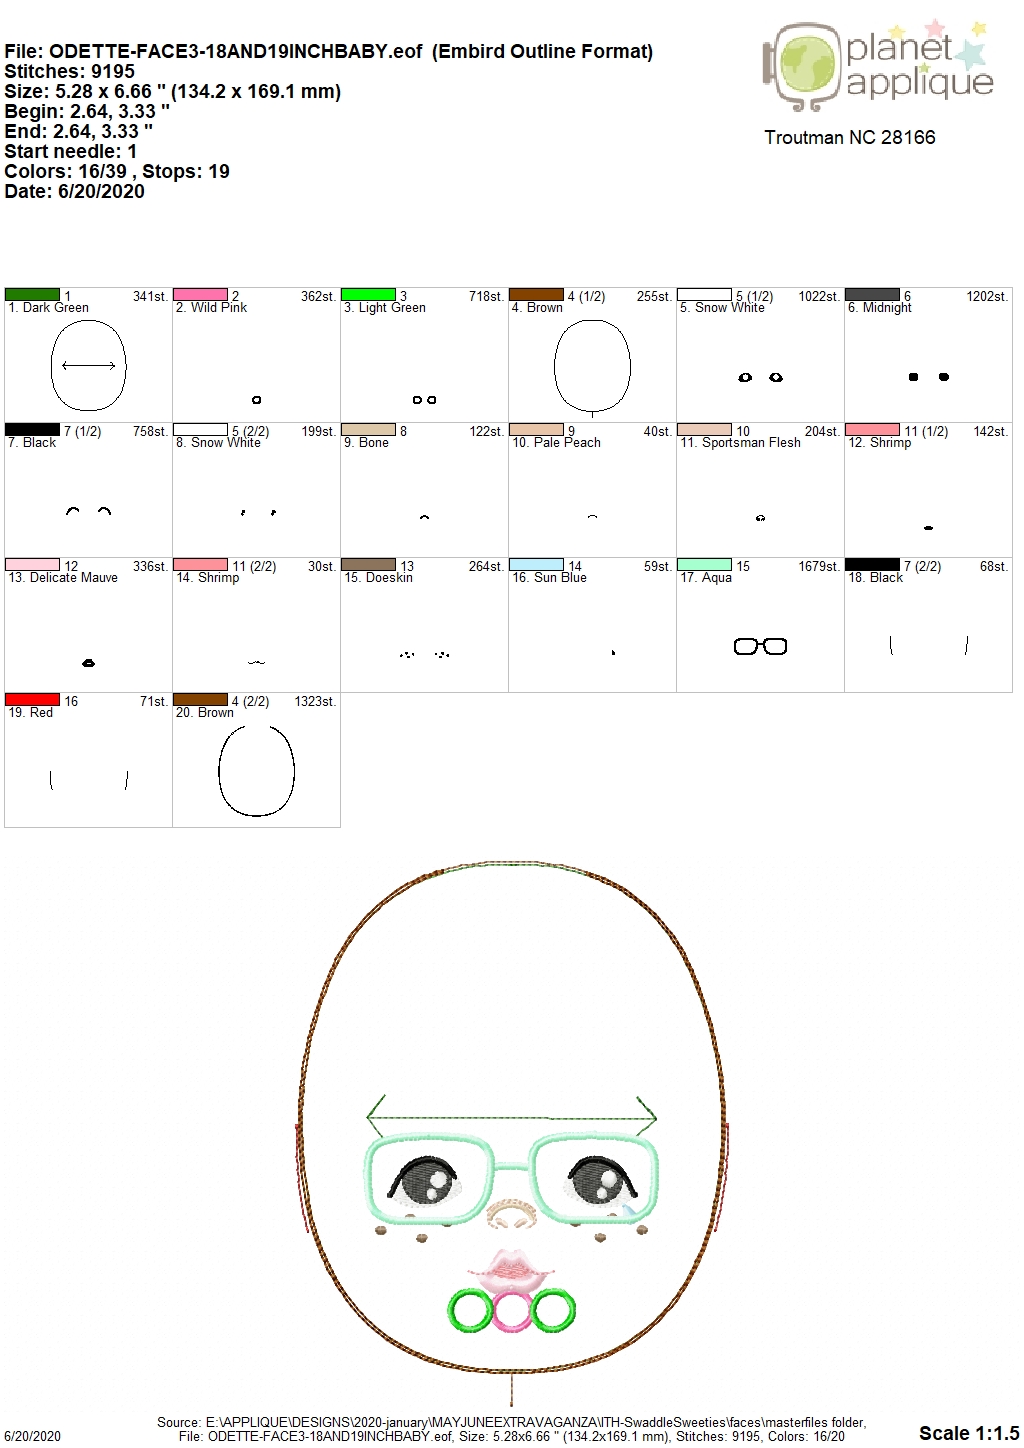 File: ODETTE-FACE3-18AND19INCHBABY.eof  (Embird Outline Format)
Stitches: 9195
Size: 5.28 x 6.66 " (134.2 x 169.1 mm)
Begin: 2.64, 3.33 "
End: 2.64, 3.33 "
Start needle: 1
Colors: 16/39 , Stops: 19
Date: 6/20/2020
planet
applique
Troutman NC 28166
1 341st. 2 362st. 3 718st. 4 (1/2) 255st. 5 (1/2) 1022st. 6 1202st.
1. Dark Green 2. Wild Pink 3. Light Green 4. Brown 5. Snow White 6. Midnight
7 (1/2) 758st. 5 (2/2) 199st. 8 122st. 9 40st. 10 204st. 11 (1/2) 142st.
7. Black 8. Snow White 9. Bone 10. Pale Peach 11. Sportsman Flesh 12. Shrimp
12 336st. 11 (2/2) 30st. 13 264st. 14 59st. 15 1679st. 7 (2/2) 68st.
13. Delicate Mauve 14. Shrimp 15. Doeskin 16. Sun Blue 17. Aqua 18. Black
16 71st. 4 (2/2) 1323st.
19. Red 20. Brown
Source: E:\APPLIQUE\DESIGNS\2020-january\MAYJUNEEXTRAVAGANZA\ITH-SwaddleSweeties\faces\masterfiles folder,
6/20/2020 File: ODETTE-FACE3-18AND19INCHBABY.eof, Size: 5.28x6.66 " (134.2x169.1 mm), Stitches: 9195, Colors: 16/20 Scale 1:1.5